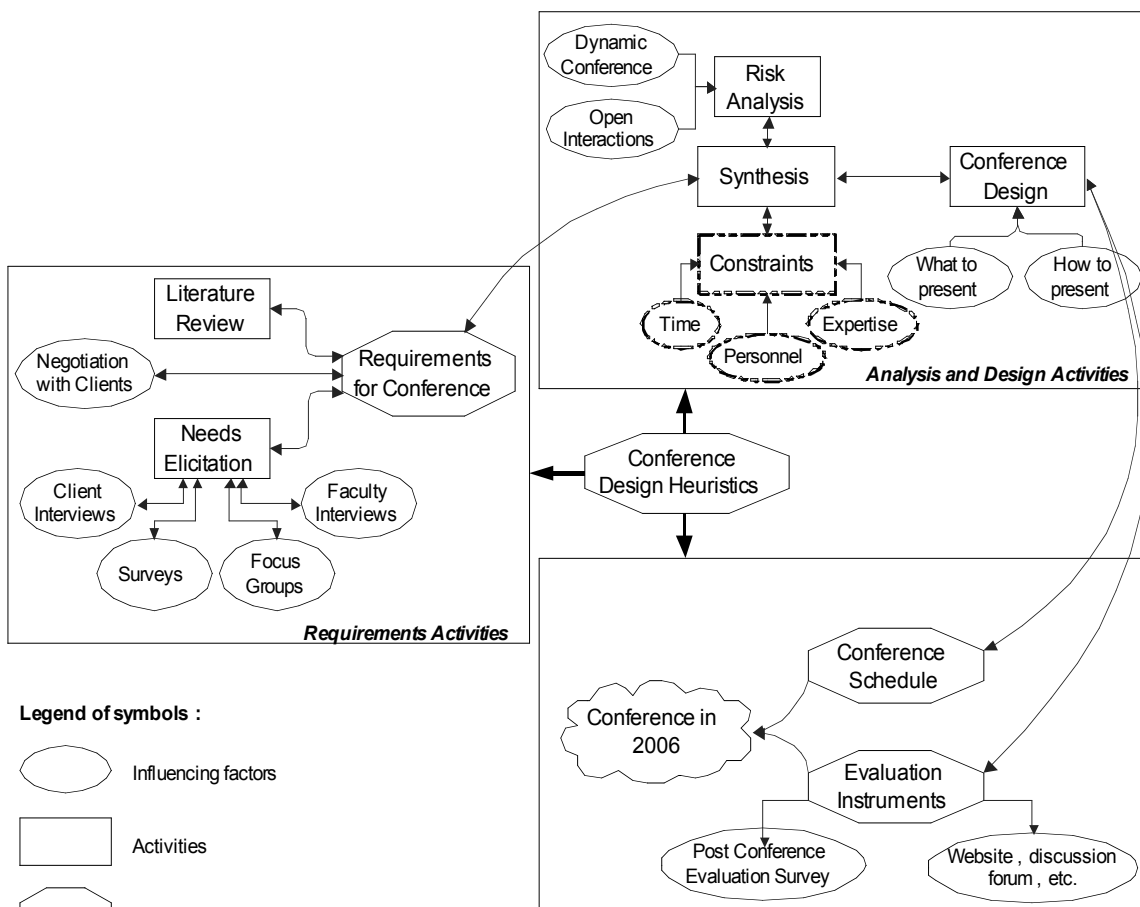 Dynamic
Conference
Open
Interactions
Risk
Analysis
Synthesis
Conference
Design
Constraints
Time
Personnel
Expertise
What to
present
How to
present
Analysis and Design Activities
Literature
Review
Negotiation
with Clients
Requirements
for Conference
Needs
Elicitation
Client
Interviews
Faculty
Interviews
Surveys
Focus
Groups
Requirements Activities
Conference
Design Heuristics
Conference
Schedule
Conference in
2006
Evaluation
Instruments
Post Conference
Evaluation Survey
Website , discussion
forum , etc.
Legend of symbols :
Influencing factors
Activities